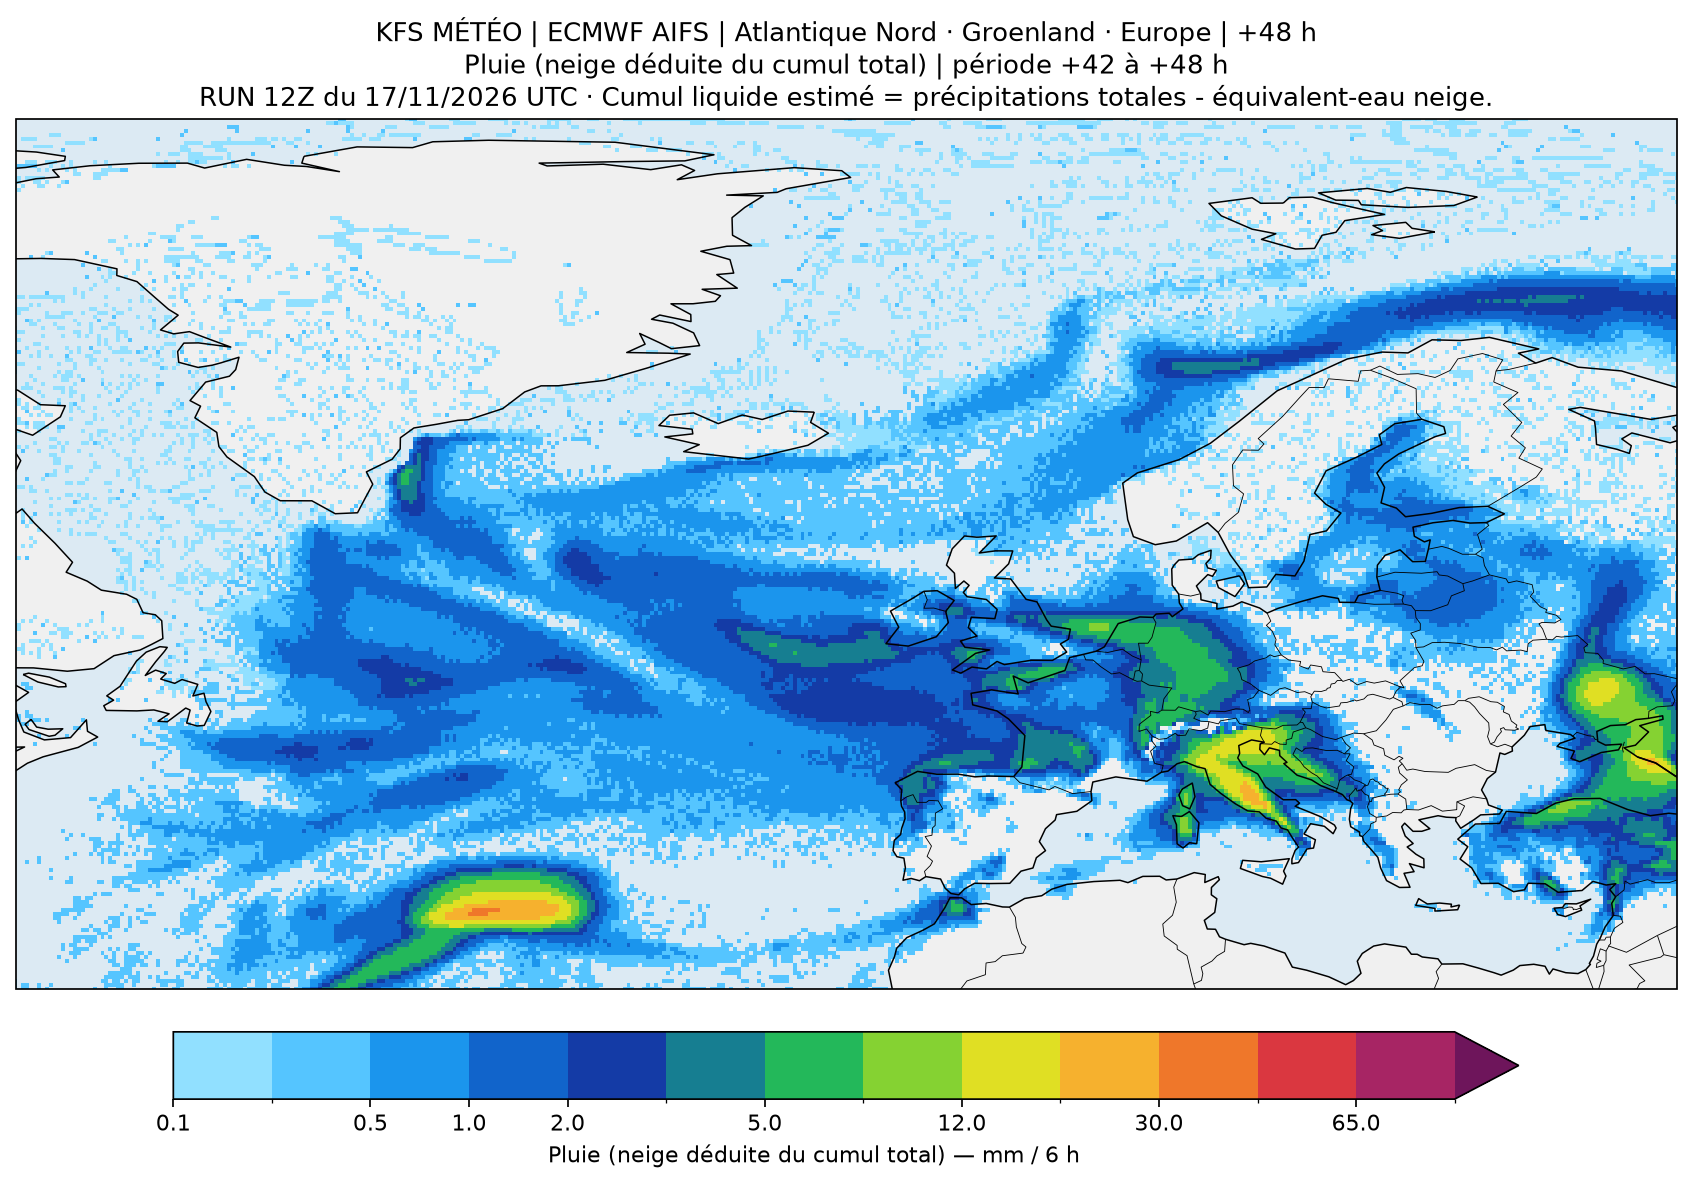 KFS MÉTÉO | ECMWF AIFS | Atlantique Nord · Groenland · Europe | +48 h
Pluie (neige déduite du cumul total) | période +42 à +48 h
RUN 12Z du 17/11/2026 UTC · Cumul liquide estimé = précipitations totales - équivalent-eau neige.
0.1 0.5 1.0 2.0 5.0 12.0 30.0 65.0
Pluie (neige déduite du cumul total) — mm / 6 h